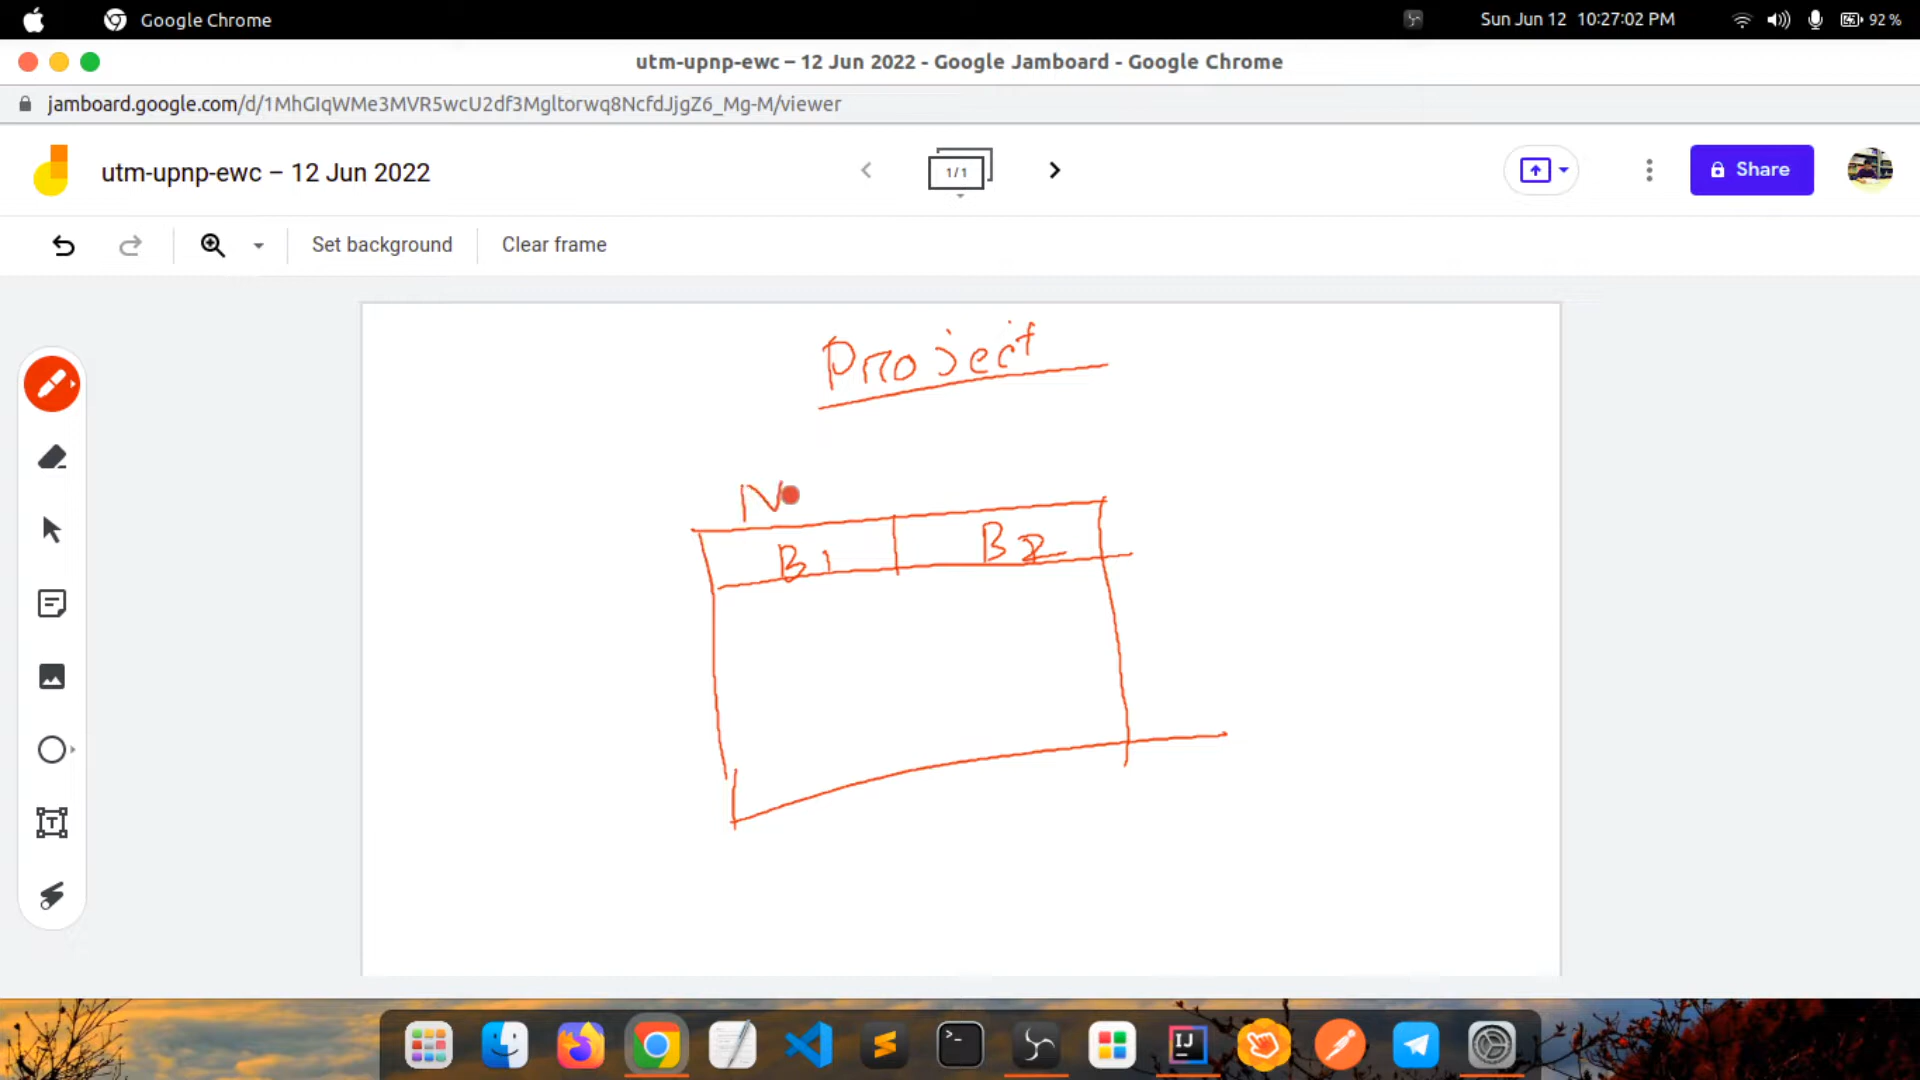 Google Chrome
Sun Jun 12 10:27:02 PM
92 %
utm-upnp-ewc – 12 Jun 2022 - Google Jamboard - Google Chrome
jamboard.google.com/d/1MhGIqWMe3MVR5wcU2df3Mgltorwq8NcfdJjgZ6_Mg-M/viewer
utm-upnp-ewc – 12 Jun 2022
1/1
Share
Set background
Clear frame
Project
N
B1
B2
T
>_
IJ